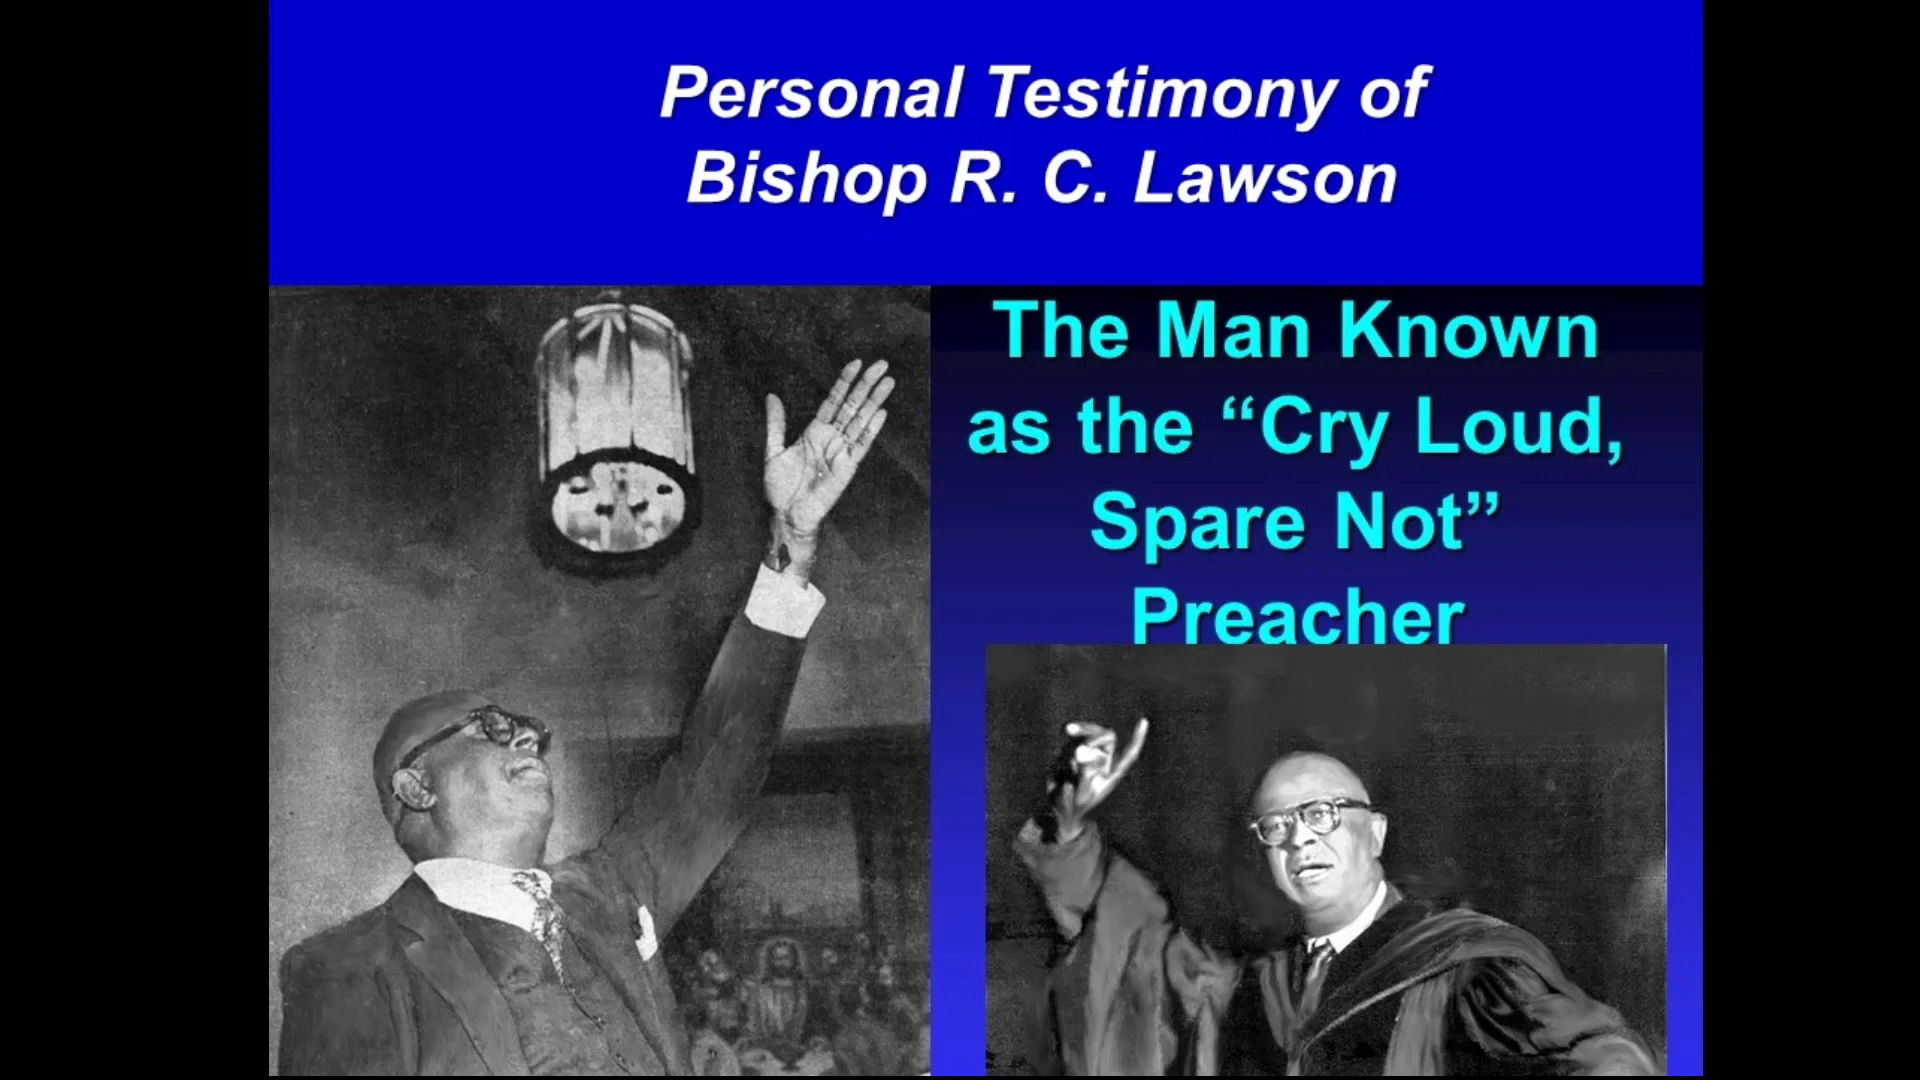 Personal Testimony of
Bishop R. C. Lawson
The Man Known
as the “Cry Loud,
Spare Not”
Preacher